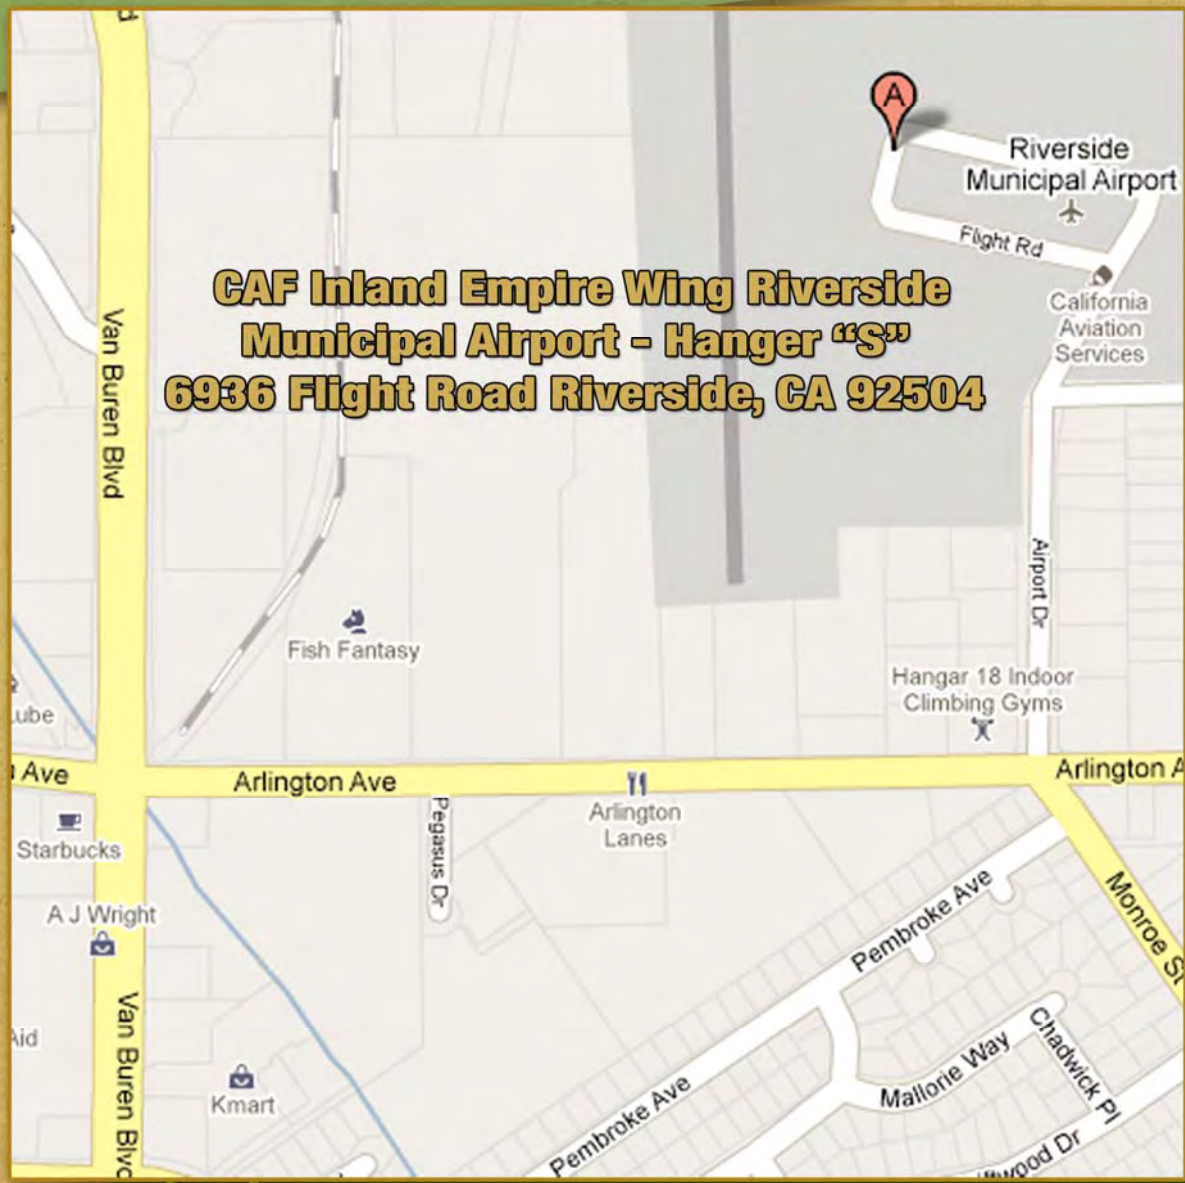 A
Riverside
Municipal Airport
Flight Rd
California
Aviation
Services
CAF Inland Empire Wing Riverside
Municipal Airport - Hanger “S”
6936 Flight Road Riverside, CA 92504
Van Buren Blvd
Airport Dr
Fish Fantasy
Hangar 18 Indoor
Climbing Gyms
Ave
Arlington Ave
Arlington A
Arlington
Lanes
Starbucks
Pegasus Dr
A J Wright
Pembroke Ave
Monroe St
Van Buren Blvd
Kmart
Mallorie Way
Chadwick Pl
Pembroke Ave